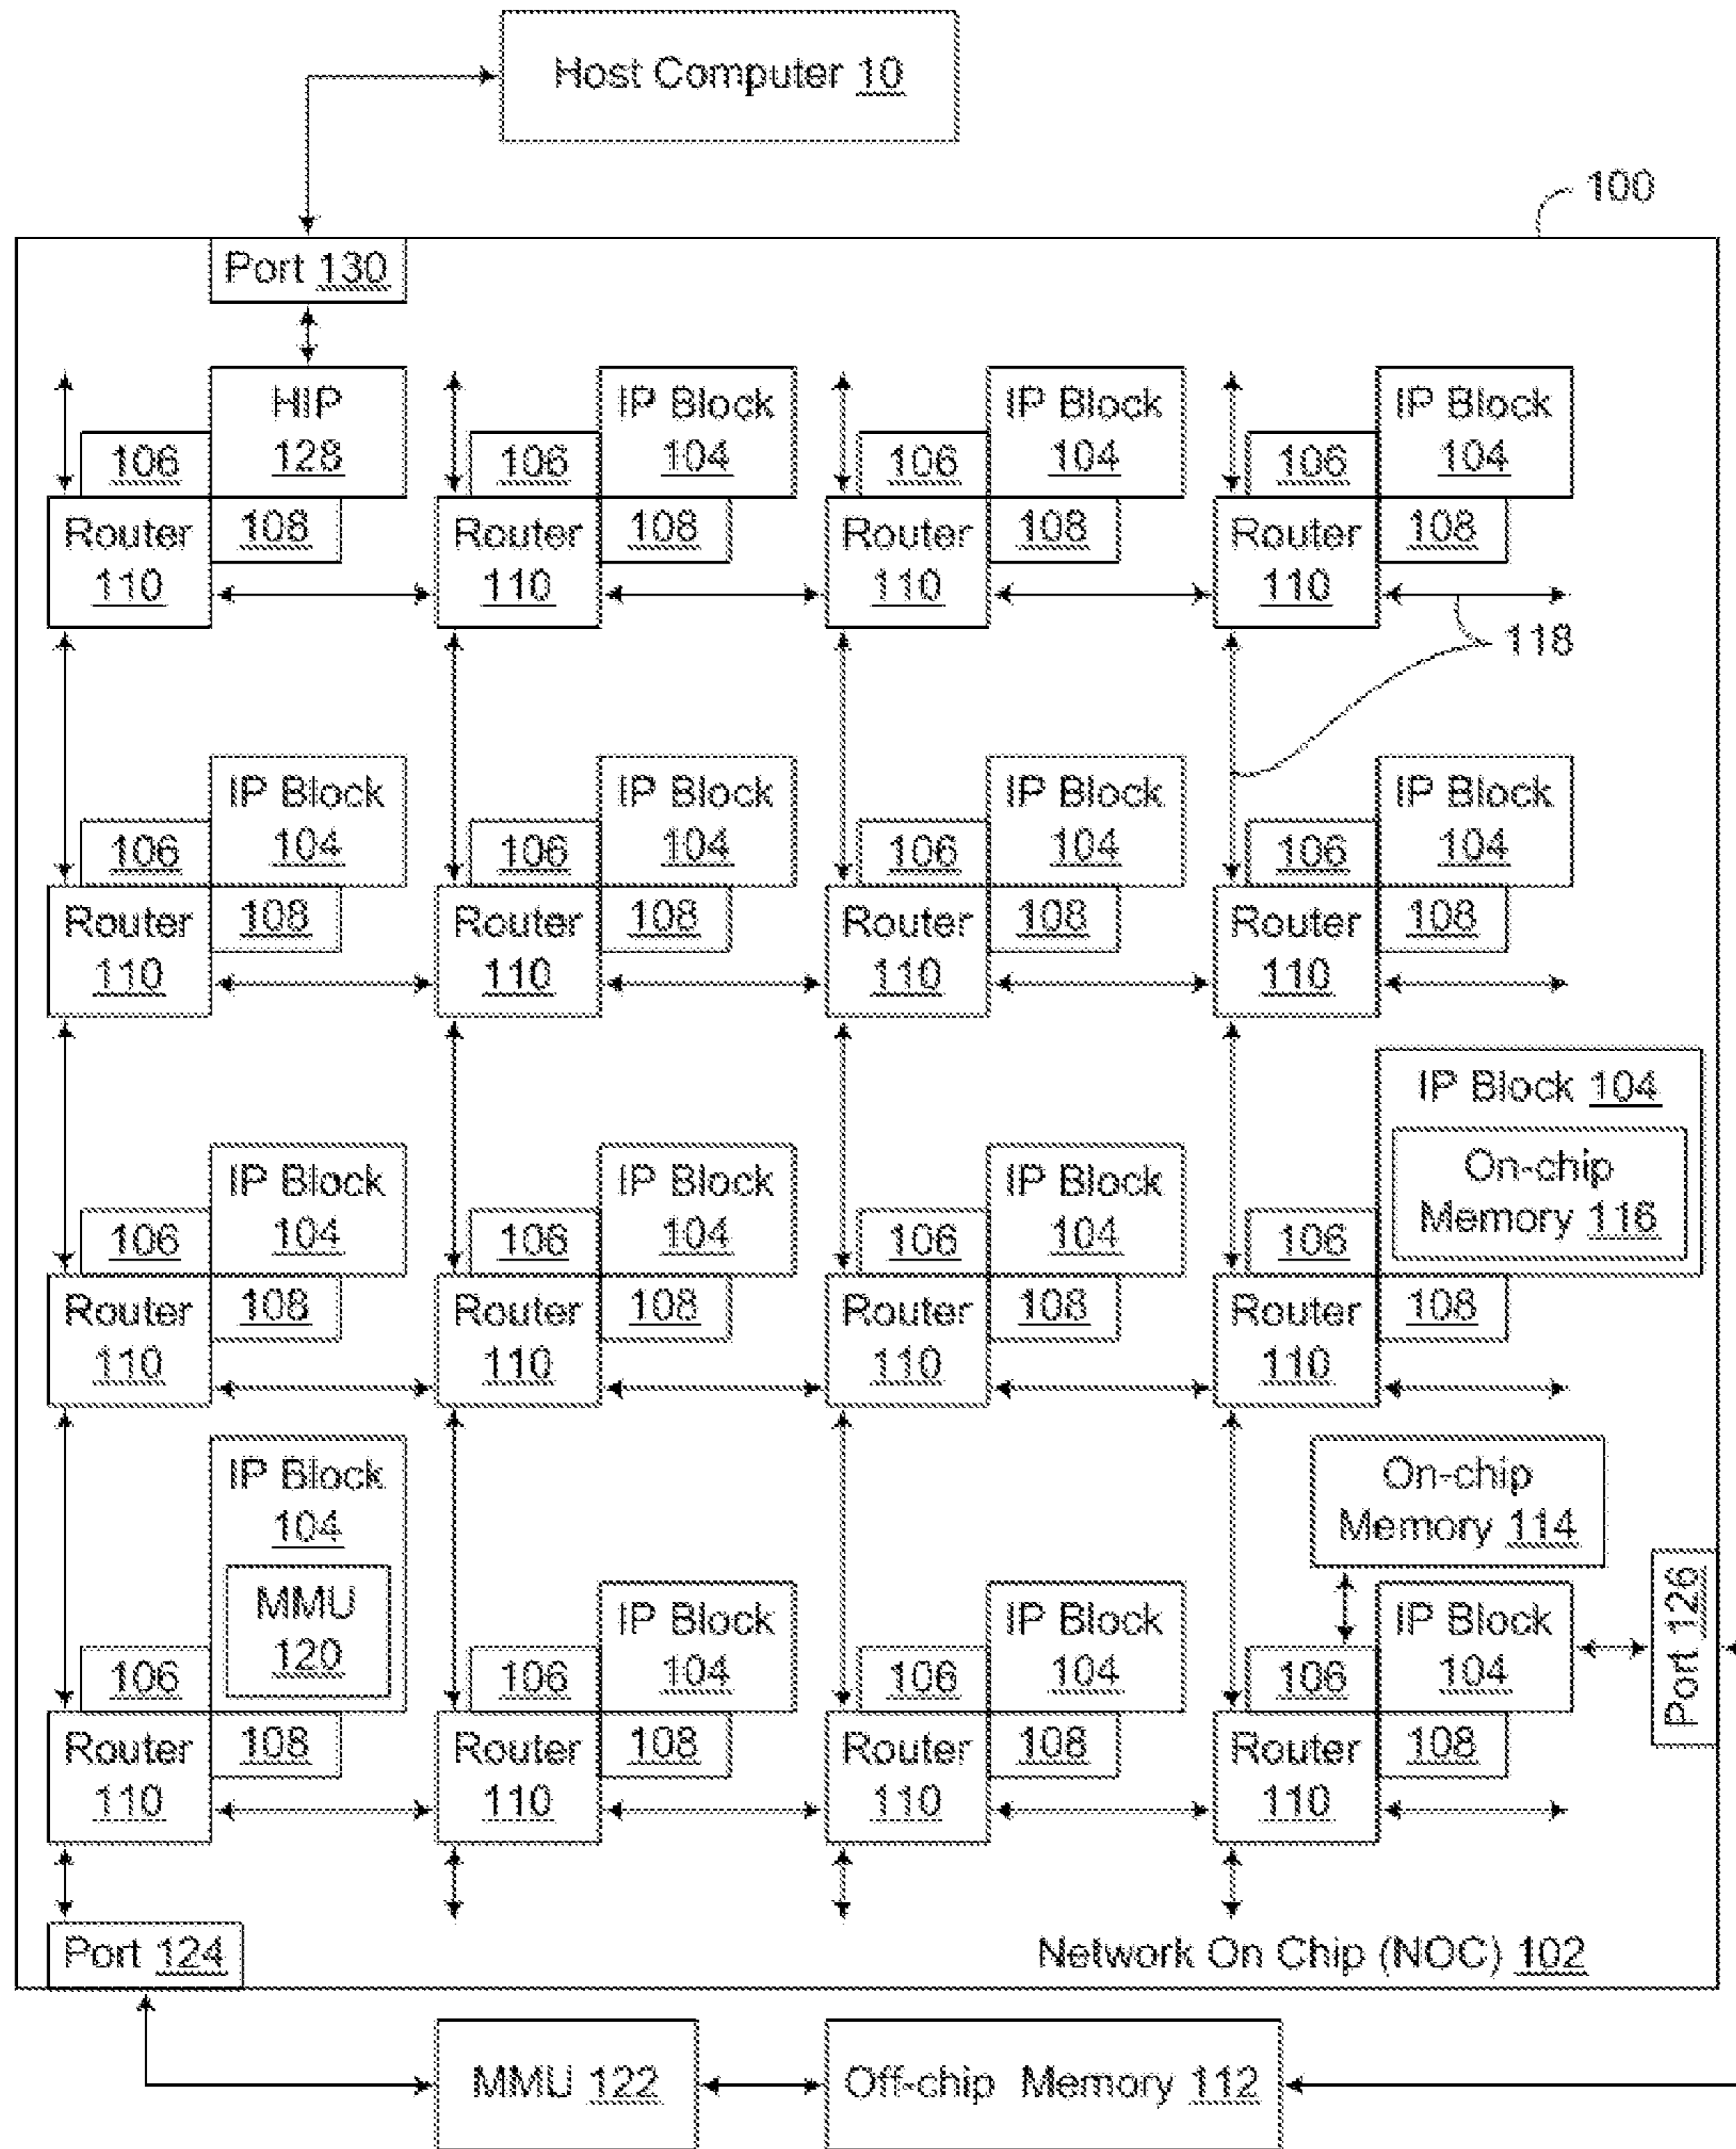 Host Computer 10
100
Port 130
HIP
128
106
Router
110
108
IP Block
104
106
Router
110
108
IP Block
104
106
Router
110
108
IP Block
104
106
Router
110
108
118
IP Block
104
106
Router
110
108
IP Block
104
106
Router
110
108
IP Block
104
106
Router
110
108
IP Block
104
106
Router
110
108
IP Block
104
106
Router
110
108
IP Block
104
106
Router
110
108
IP Block
104
106
Router
110
108
IP Block 104
On-chip
Memory 116
106
Router
110
108
IP Block
104
MMU
120
106
Router
110
108
IP Block
104
106
Router
110
108
IP Block
104
106
Router
110
108
On-chip
Memory 114
IP Block
104
106
Router
110
108
Port 126
Port 124
Network On Chip (NOC) 102
MMU 122
Off-chip Memory 112